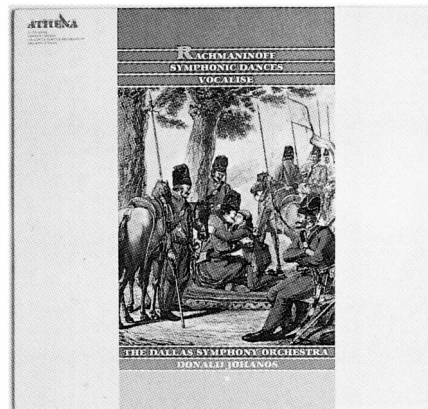 ATHENA
RACHMANINOFF
SYMPHONIC DANCES
VOCALISE
THE DALLAS SYMPHONY ORCHESTRA
DONALD JOHANOS